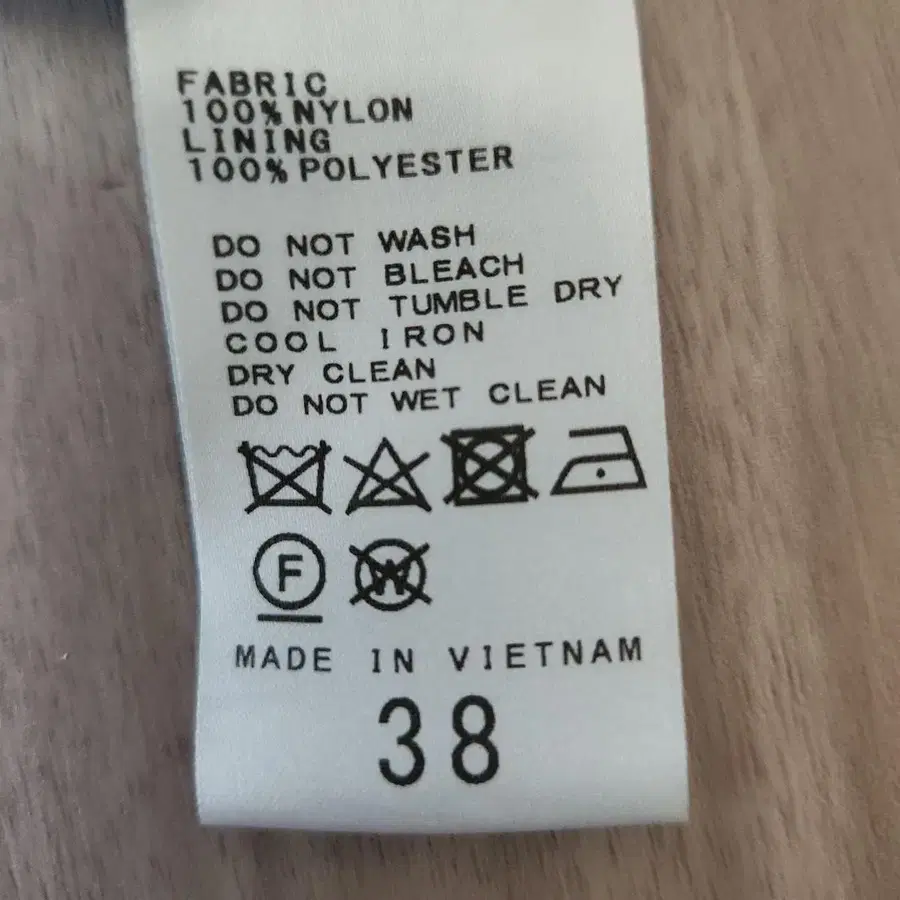 FABRIC
100% NYLON
LINING
100% POLYESTER
DO NOT WASH
DO NOT BLEACH
DO NOT TUMBLE DRY
COOL IRON
DRY CLEAN
DO NOT WET CLEAN
F W
MADE IN VIETNAM
38